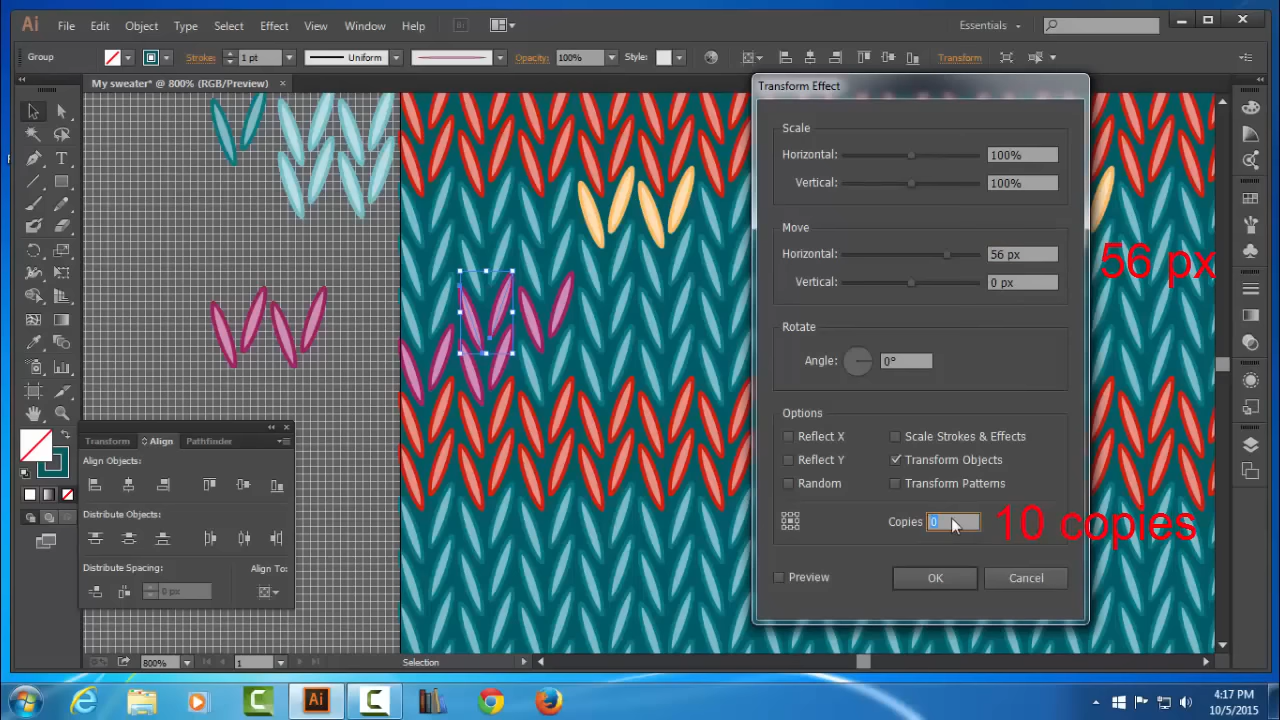 Ai File Edit Object Type Select Effect View Window Help Essentials
Group Stroke: 1 pt Uniform Opacity: 100% Style: Transform
My sweater* @ 800% (RGB/Preview) ×
Transform Effect
Scale
Horizontal: 100%
Vertical: 100%
Move
Horizontal: 56 px
56 px
Vertical: 0 px
Rotate
Angle: 0°
Options
Reflect X Scale Strokes & Effects
Reflect Y Transform Objects
Random Transform Patterns
Copies 0
10 copies
Preview OK Cancel
Transform Align Pathfinder
Align Objects:
Distribute Objects:
Distribute Spacing: Align To:
0 px
800% 1 Selection
Ai
4:17 PM
10/5/2015